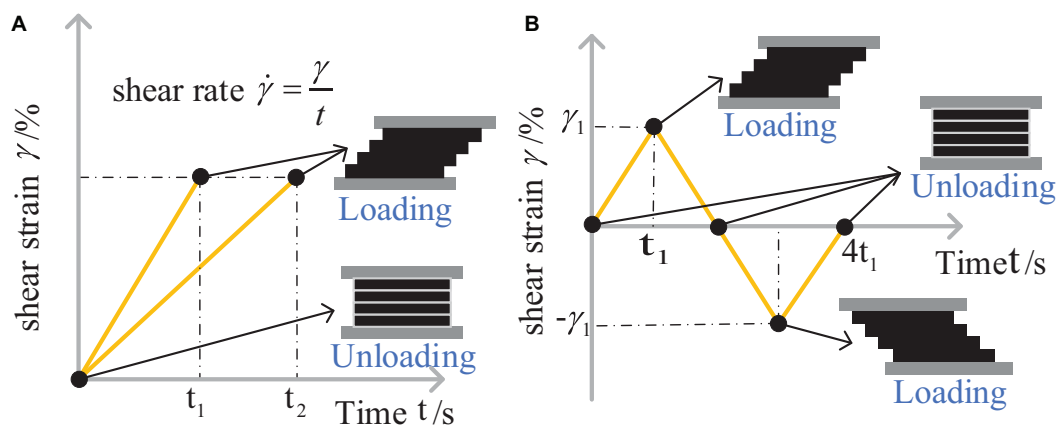 A
shear strain γ /%
shear rate γ̇ = γ/t
Loading
Unloading
t₁
t₂
Time t/s
B
shear strain γ /%
γ₁
Loading
Unloading
t₁
4t₁
Timet/s
-γ₁
Loading